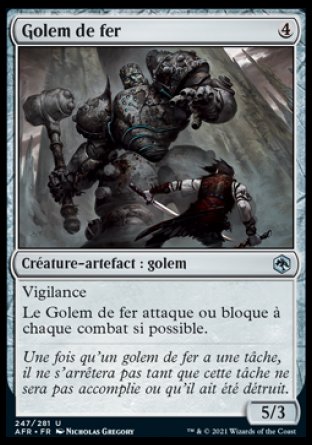 Golem de fer 4
Créature-artefact : golem
Vigilance
Le Golem de fer attaque ou bloque à
chaque combat si possible.
Une fois qu'un golem de fer a une tâche,
il ne s'arrêtera pas tant que cette tâche ne
sera pas accomplie ou qu'il ait été détruit.
5/3
247/281 U
AFR • FR Nicholas Gregory
™ & © 2021 Wizards of the Coast